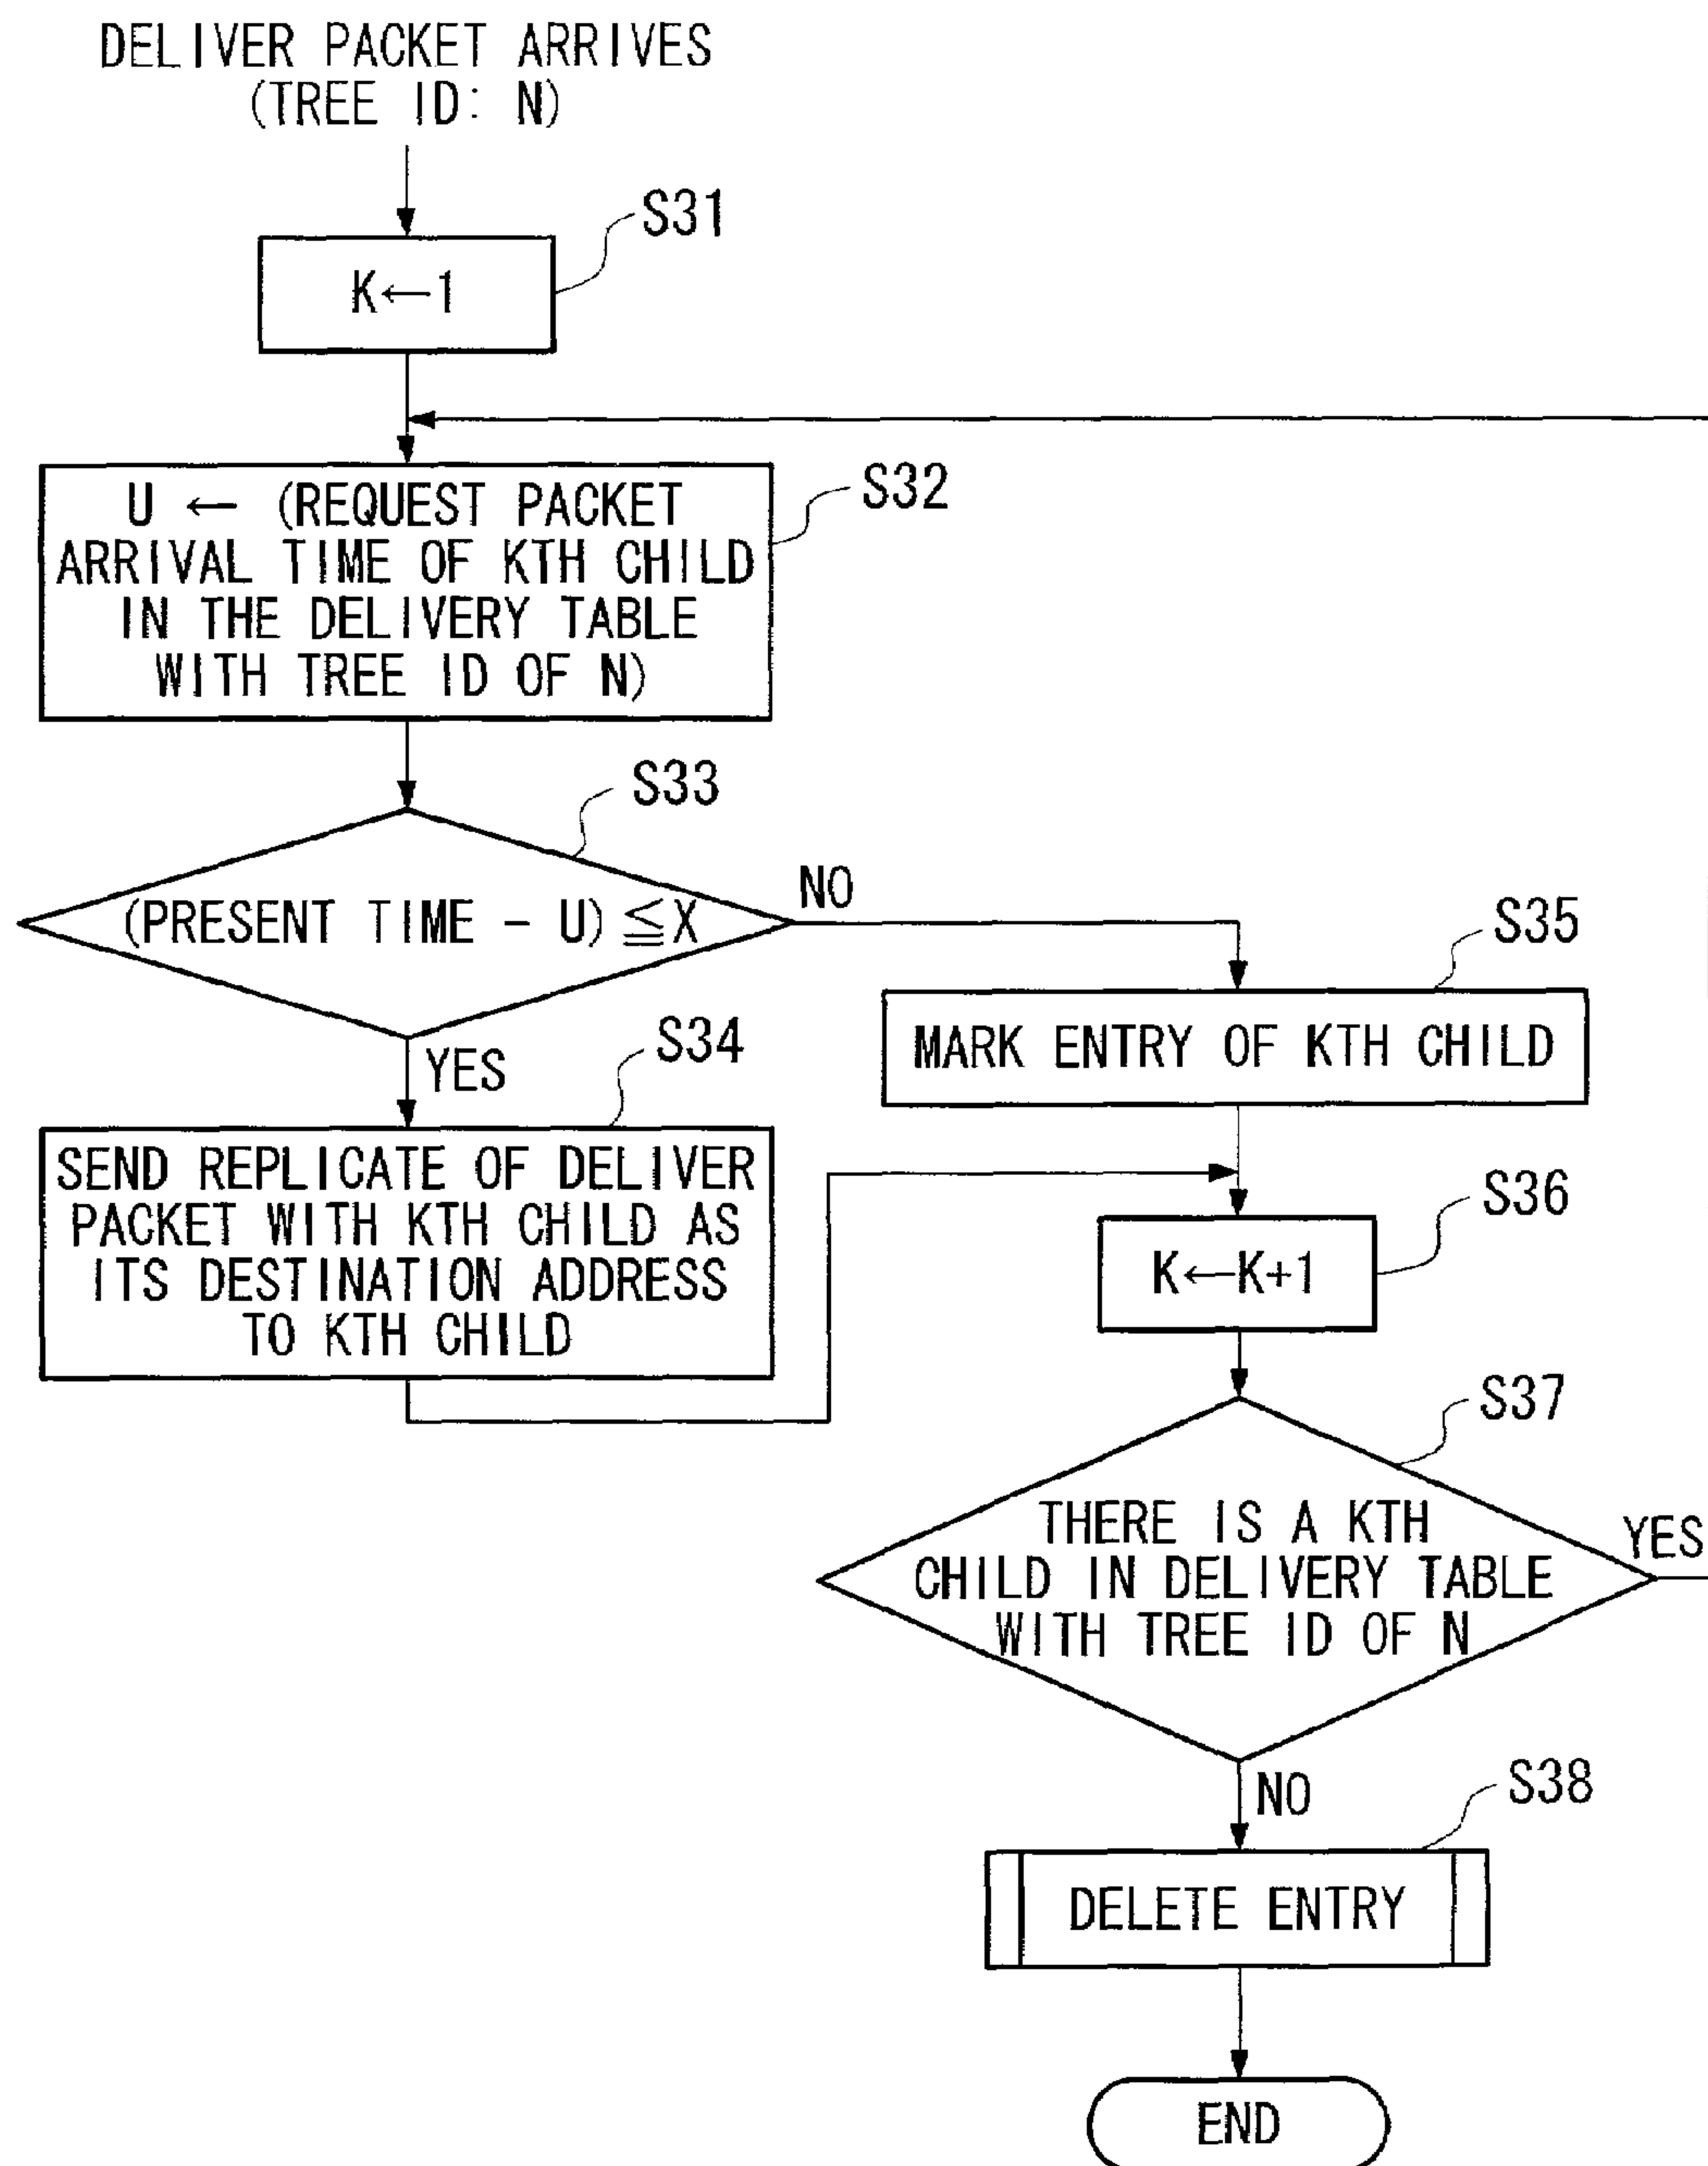 DELIVER PACKET ARRIVES
(TREE ID: N)
S31
K←1
S32
U ← (REQUEST PACKET
ARRIVAL TIME OF KTH CHILD
IN THE DELIVERY TABLE
WITH TREE ID OF N)
S33
(PRESENT TIME - U) ≦X
NO
S35
MARK ENTRY OF KTH CHILD
YES
S34
SEND REPLICATE OF DELIVER
PACKET WITH KTH CHILD AS
ITS DESTINATION ADDRESS
TO KTH CHILD
S36
K←K+1
S37
THERE IS A KTH
CHILD IN DELIVERY TABLE
WITH TREE ID OF N
YES
NO
S38
DELETE ENTRY
END